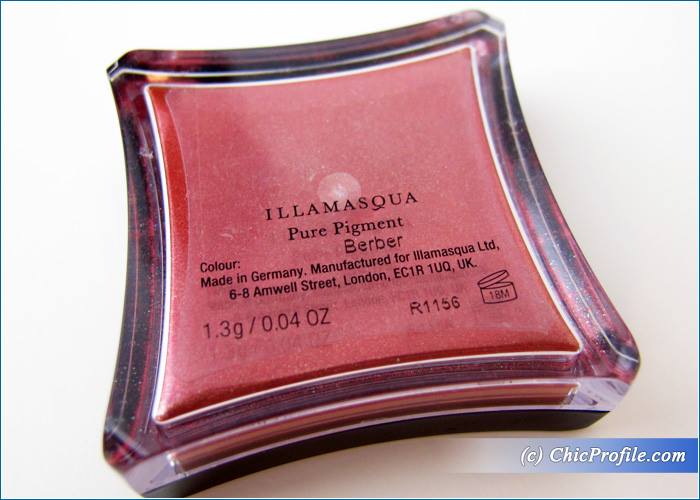 ILLAMASQUA
Pure Pigment
Berber
Colour:
Made in Germany. Manufactured for Illamasqua Ltd,
6-8 Amwell Street, London, EC1R 1UQ, UK.
18M
1.3g / 0.04 OZ
R1156
(c) ChicProfile.com